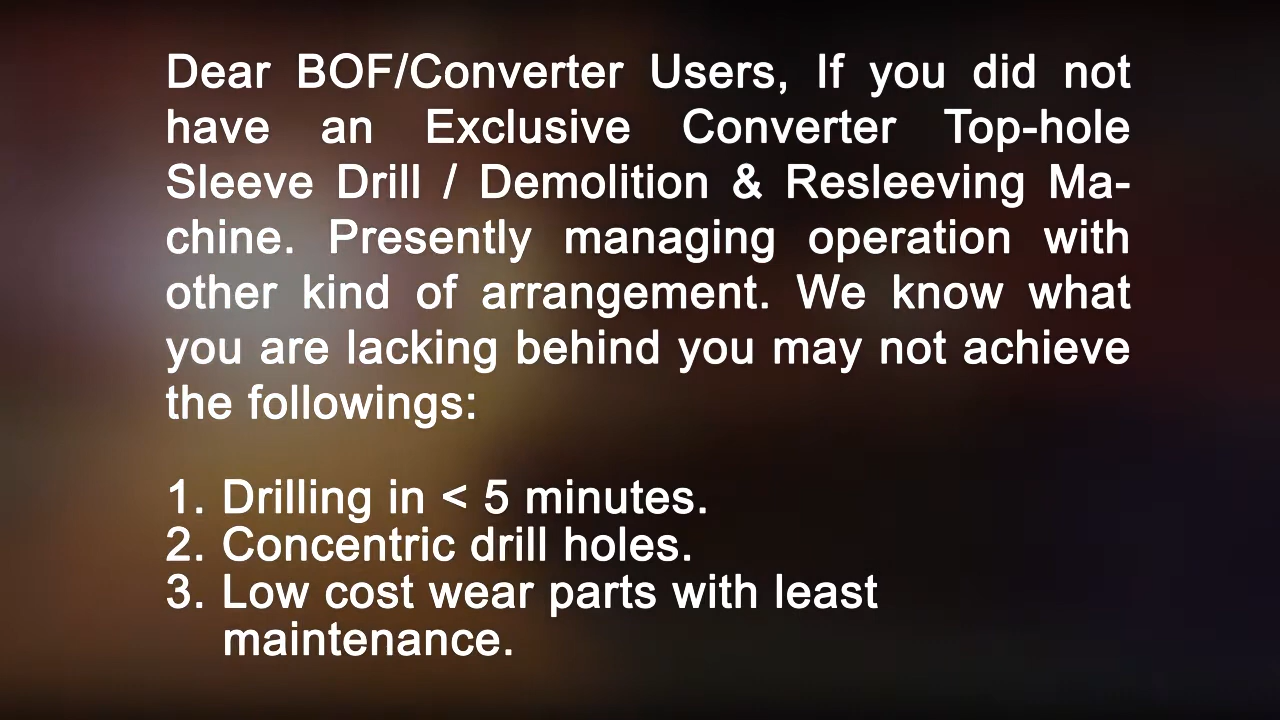 Dear BOF/Converter Users, If you did not
have an Exclusive Converter Top-hole
Sleeve Drill / Demolition & Resleeving Ma-
chine. Presently managing operation with
other kind of arrangement. We know what
you are lacking behind you may not achieve
the followings:
1. Drilling in < 5 minutes.
2. Concentric drill holes.
3. Low cost wear parts with least
maintenance.